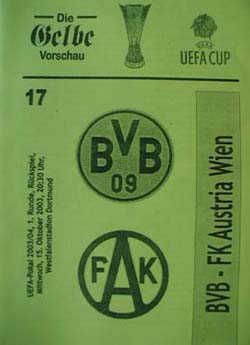 Die
Gelbe
Vorschau
UEFA CUP
17
BVB
09
FAK
UEFA-Pokal 2003/04, 1. Runde, Rückspiel,
Mittwoch, 15. Oktober 2003, 20:30 Uhr,
Westfalenstadion Dortmund
BVB - FK Austria Wien